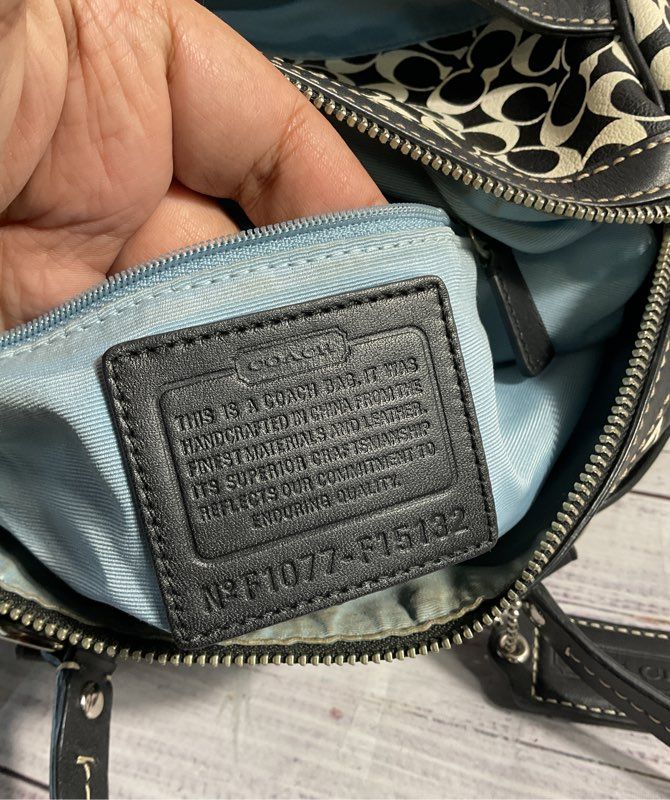 COACH
THIS IS A COACH BAG. IT WAS
HANDCRAFTED IN CHINA FROM THE
FINEST MATERIALS AND LEATHER.
ITS SUPERIOR CRAFTSMANSHIP
REFLECTS OUR COMMITMENT TO
ENDURING QUALITY.
Nº F1077-F15132